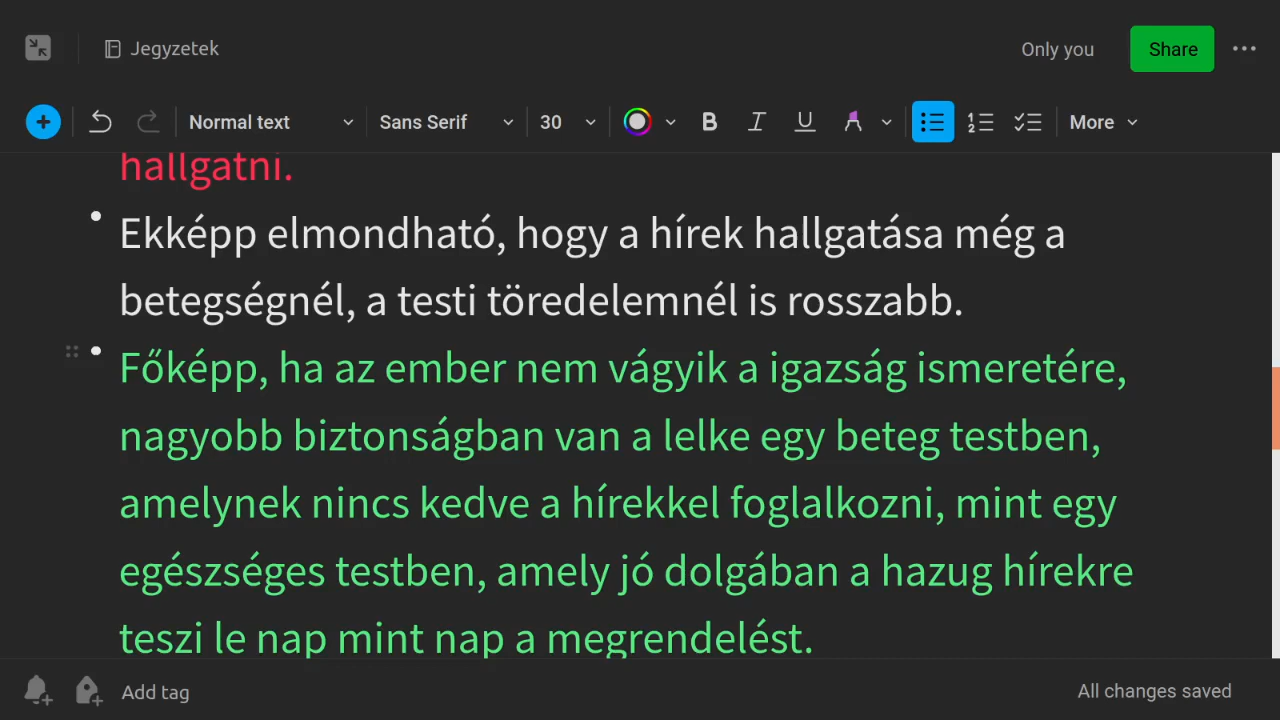 Jegyzetek
Only you
Share
Normal text
Sans Serif
30
B
I
U
More
hallgatni.
Ekképp elmondható, hogy a hírek hallgatása még a
betegségnél, a testi töredelemnél is rosszabb.
Főképp, ha az ember nem vágyik a igazság ismeretére,
nagyobb biztonságban van a lelke egy beteg testben,
amelynek nincs kedve a hírekkel foglalkozni, mint egy
egészséges testben, amely jó dolgában a hazug hírekre
teszi le nap mint nap a megrendelést.
Add tag
All changes saved